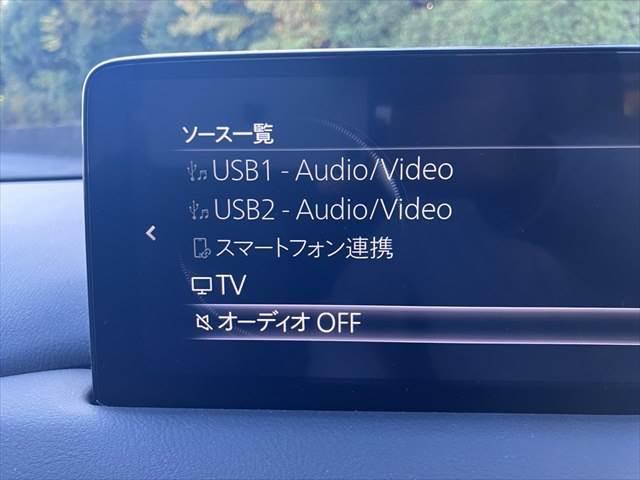 ソース一覧
USB1 - Audio/Video
USB2 - Audio/Video
スマートフォン連携
TV
オーディオ OFF